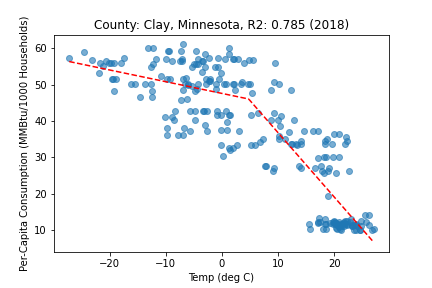 County: Clay, Minnesota, R2: 0.785 (2018)
Per-Capita Consumption (MMBtu/1000 Households)
60
50
40
30
20
10
−20 −10 0 10 20
Temp (deg C)